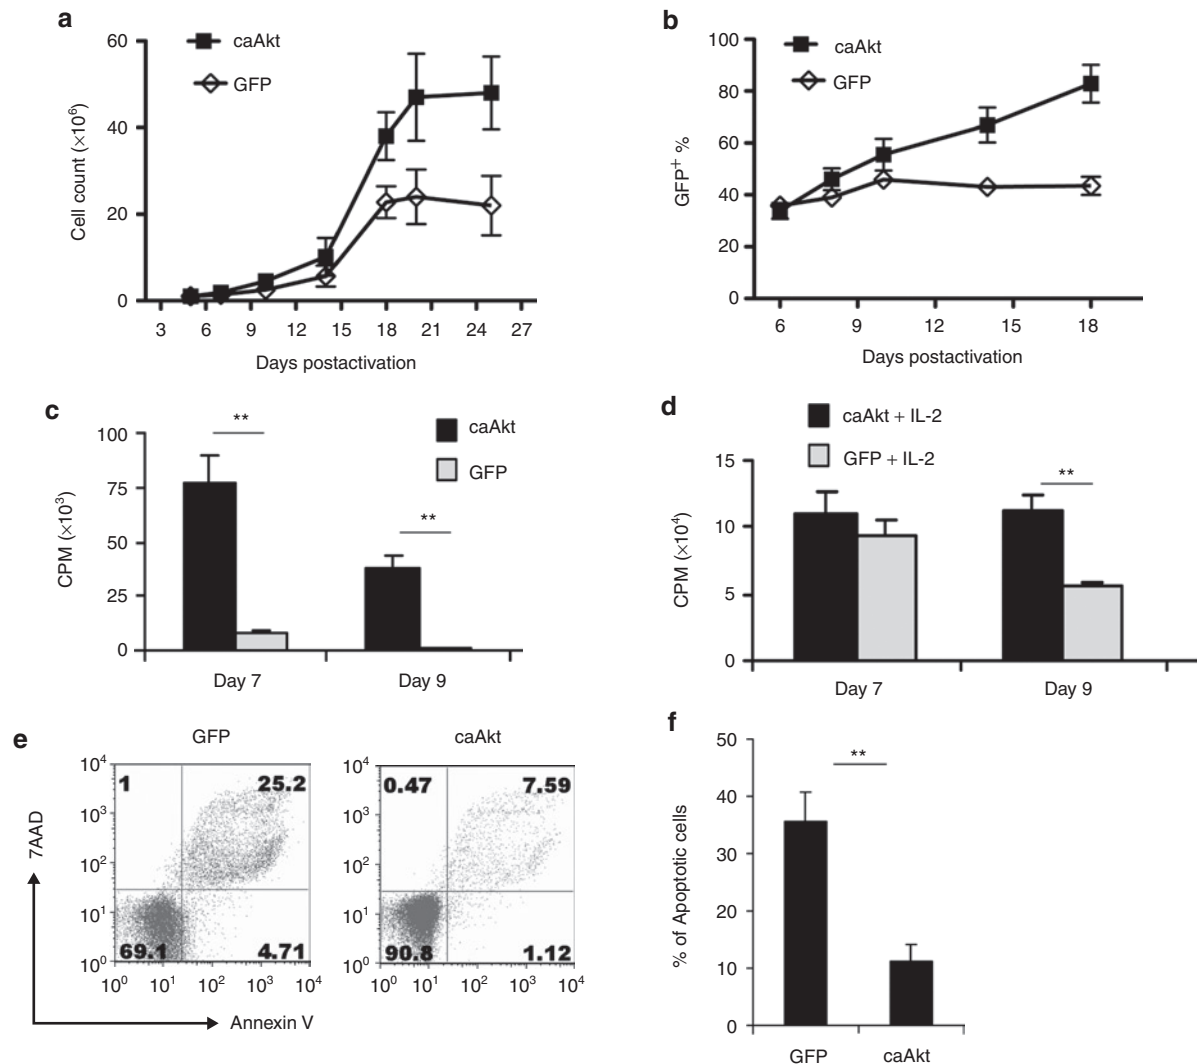 a
60
40
20
0
Cell count (×10⁶)
caAkt
GFP
3 6 9 12 15 18 21 24 27
Days postactivation
b
100
80
60
40
20
0
GFP⁺ %
caAkt
GFP
6 9 12 15 18
Days postactivation
c
100
75
50
25
0
CPM (×10³)
**
**
caAkt
GFP
Day 7 Day 9
d
caAkt + IL-2
GFP + IL-2
15
10
5
0
CPM (×10⁴)
**
Day 7 Day 9
e
GFP
10⁴
10³
10²
10¹
10⁰
1 25.2
69.1 4.71
10⁰ 10¹ 10² 10³ 10⁴
caAkt
10⁴
10³
10²
10¹
10⁰
0.47 7.59
90.8 1.12
10⁰ 10¹ 10² 10³ 10⁴
7AAD
Annexin V
f
50
40
30
20
10
0
% of Apoptotic cells
**
GFP caAkt